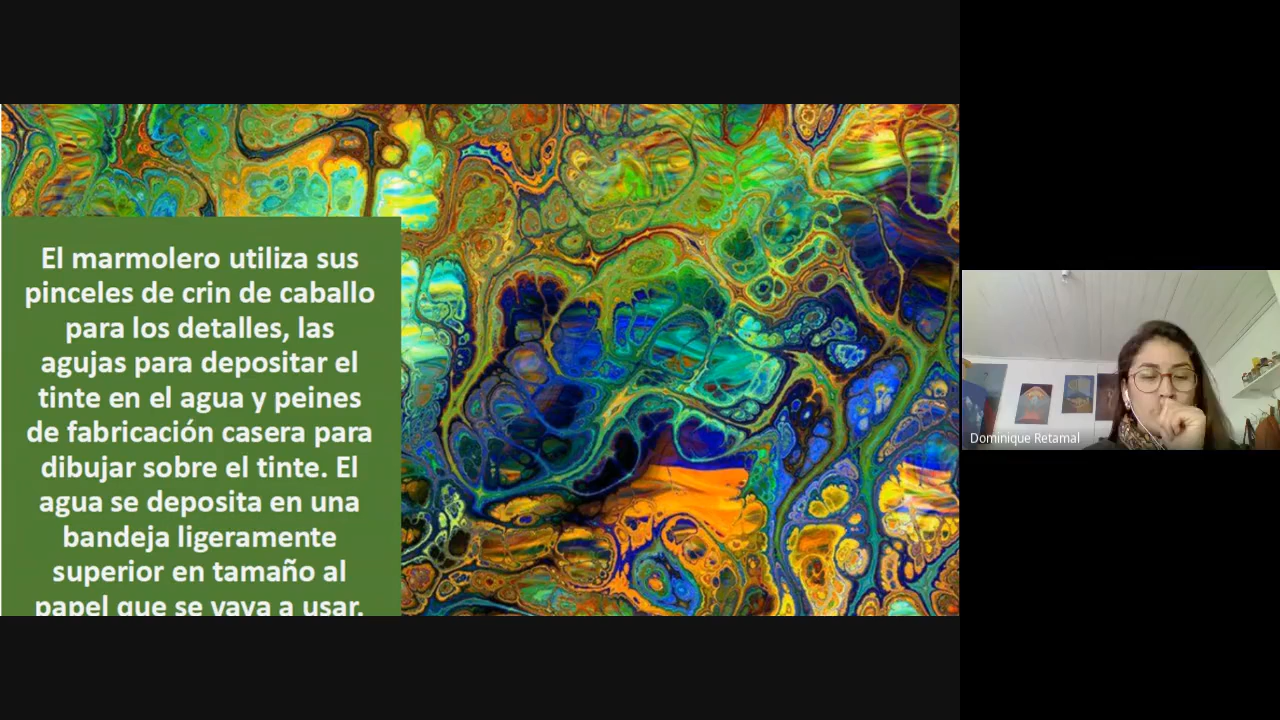 El marmolero utiliza sus
pinceles de crin de caballo
para los detalles, las
agujas para depositar el
tinte en el agua y peines
de fabricación casera para
dibujar sobre el tinte. El
agua se deposita en una
bandeja ligeramente
superior en tamaño al
papel que se vaya a usar.
Dominique Retamal